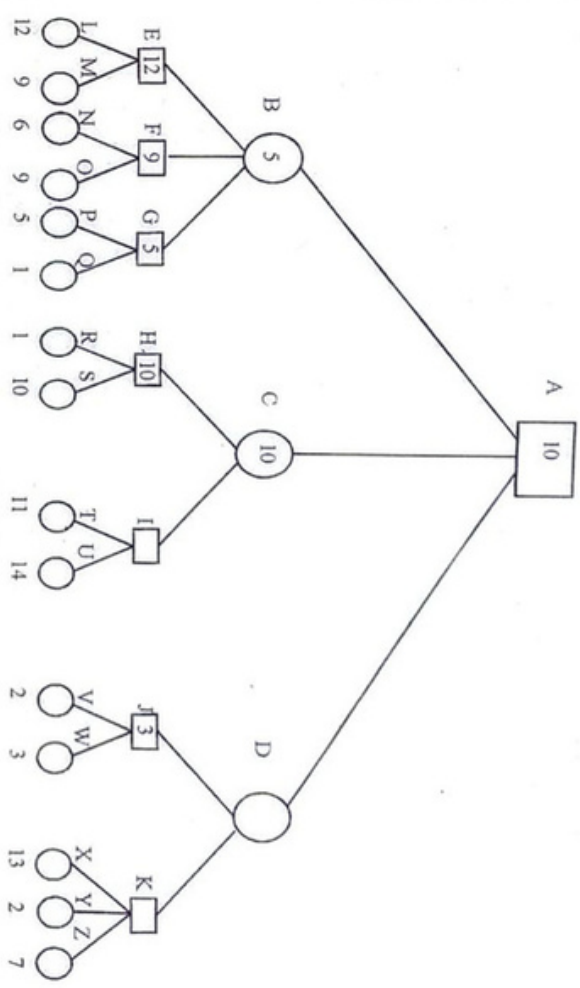 A
10
B C D
5 10
E F G H I J K
12 9 5 10 3
L M N O P Q R S T U V W X Y Z
12 9 6 9 5 1 1 10 11 14 2 3 13 2 7